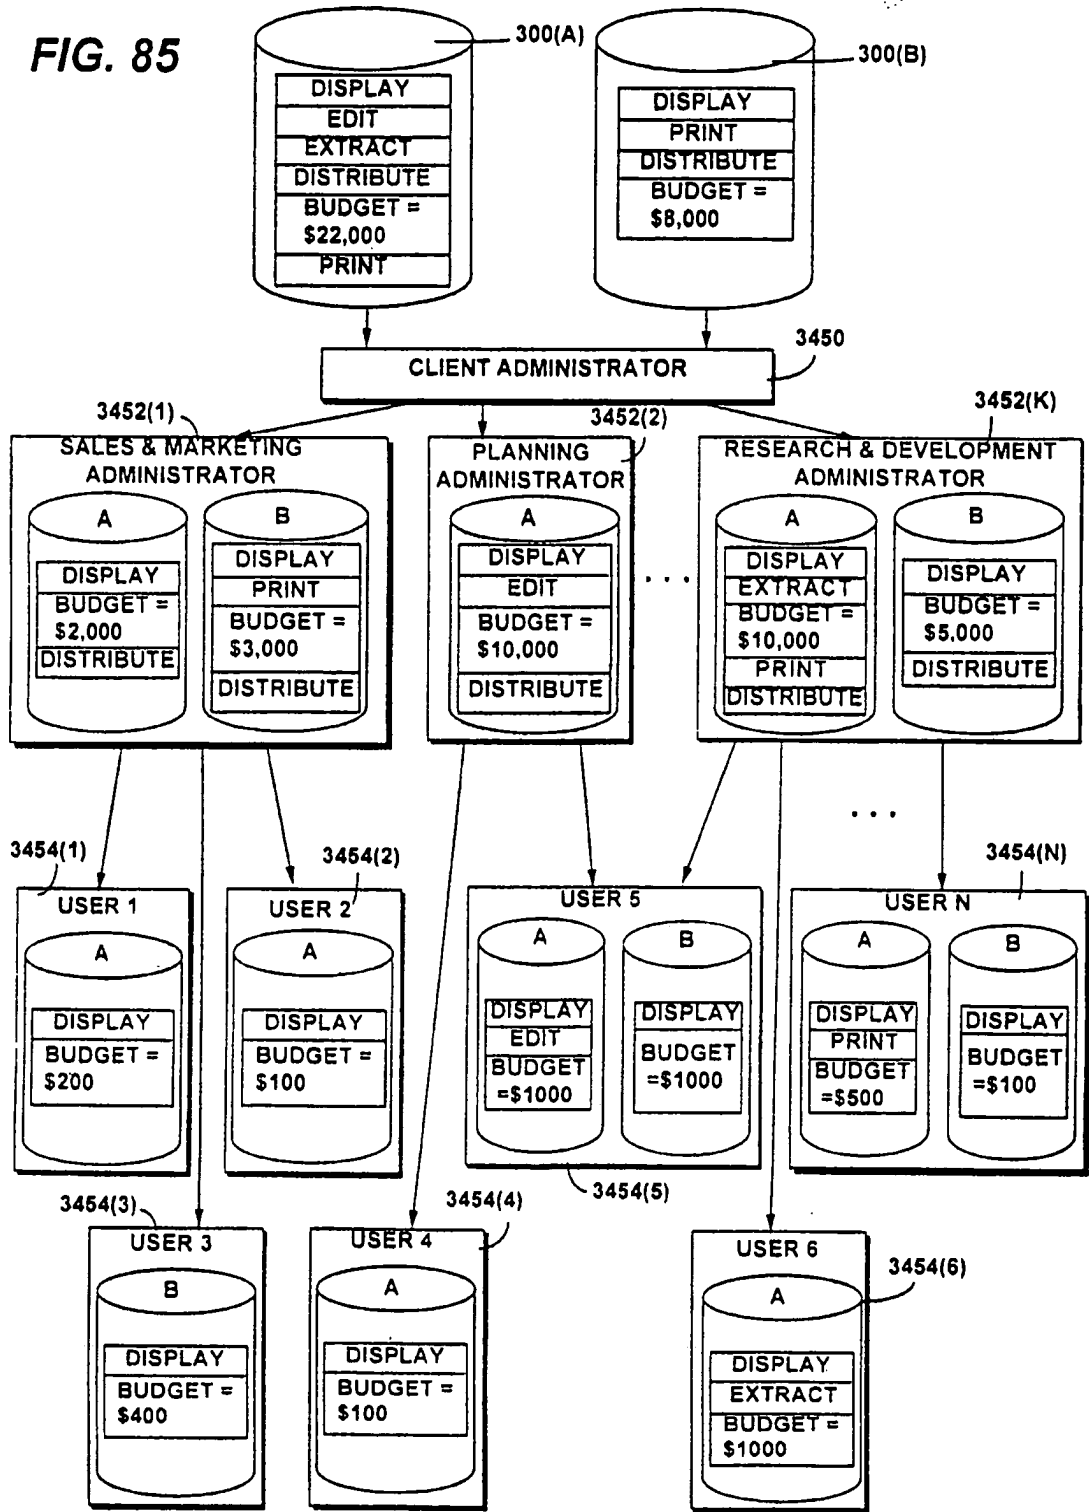 FIG. 85
300(A)
DISPLAY
EDIT
EXTRACT
DISTRIBUTE
BUDGET =
$22,000
PRINT
300(B)
DISPLAY
PRINT
DISTRIBUTE
BUDGET =
$8,000
3450
CLIENT ADMINISTRATOR
3452(1)
SALES & MARKETING
ADMINISTRATOR
A
DISPLAY
BUDGET =
$2,000
DISTRIBUTE
B
DISPLAY
PRINT
BUDGET =
$3,000
DISTRIBUTE
3452(2)
PLANNING
ADMINISTRATOR
A
DISPLAY
EDIT
BUDGET =
$10,000
DISTRIBUTE
. . .
3452(K)
RESEARCH & DEVELOPMENT
ADMINISTRATOR
A
DISPLAY
EXTRACT
BUDGET =
$10,000
PRINT
DISTRIBUTE
B
DISPLAY
BUDGET =
$5,000
DISTRIBUTE
. . .
3454(1)
USER 1
A
DISPLAY
BUDGET =
$200
3454(2)
USER 2
A
DISPLAY
BUDGET =
$100
USER 5
A
DISPLAY
EDIT
BUDGET
=$1000
B
DISPLAY
BUDGET
=$1000
3454(5)
3454(N)
USER N
A
DISPLAY
PRINT
BUDGET
=$500
B
DISPLAY
BUDGET
=$100
3454(3)
USER 3
B
DISPLAY
BUDGET =
$400
3454(4)
USER 4
A
DISPLAY
BUDGET =
$100
3454(6)
USER 6
A
DISPLAY
EXTRACT
BUDGET =
$1000